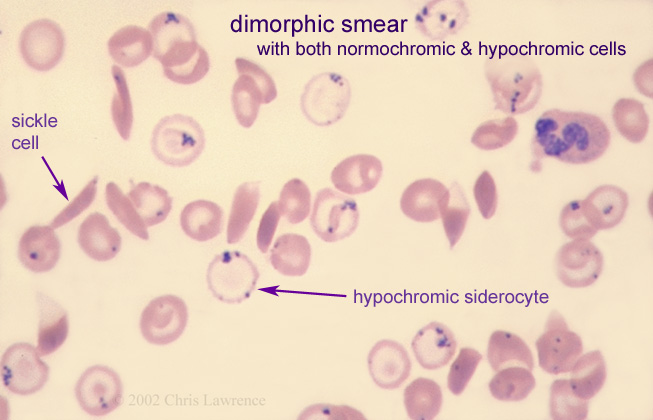 dimorphic smear
with both normochromic & hypochromic cells
sickle
cell
hypochromic siderocyte
© 2002 Chris Lawrence